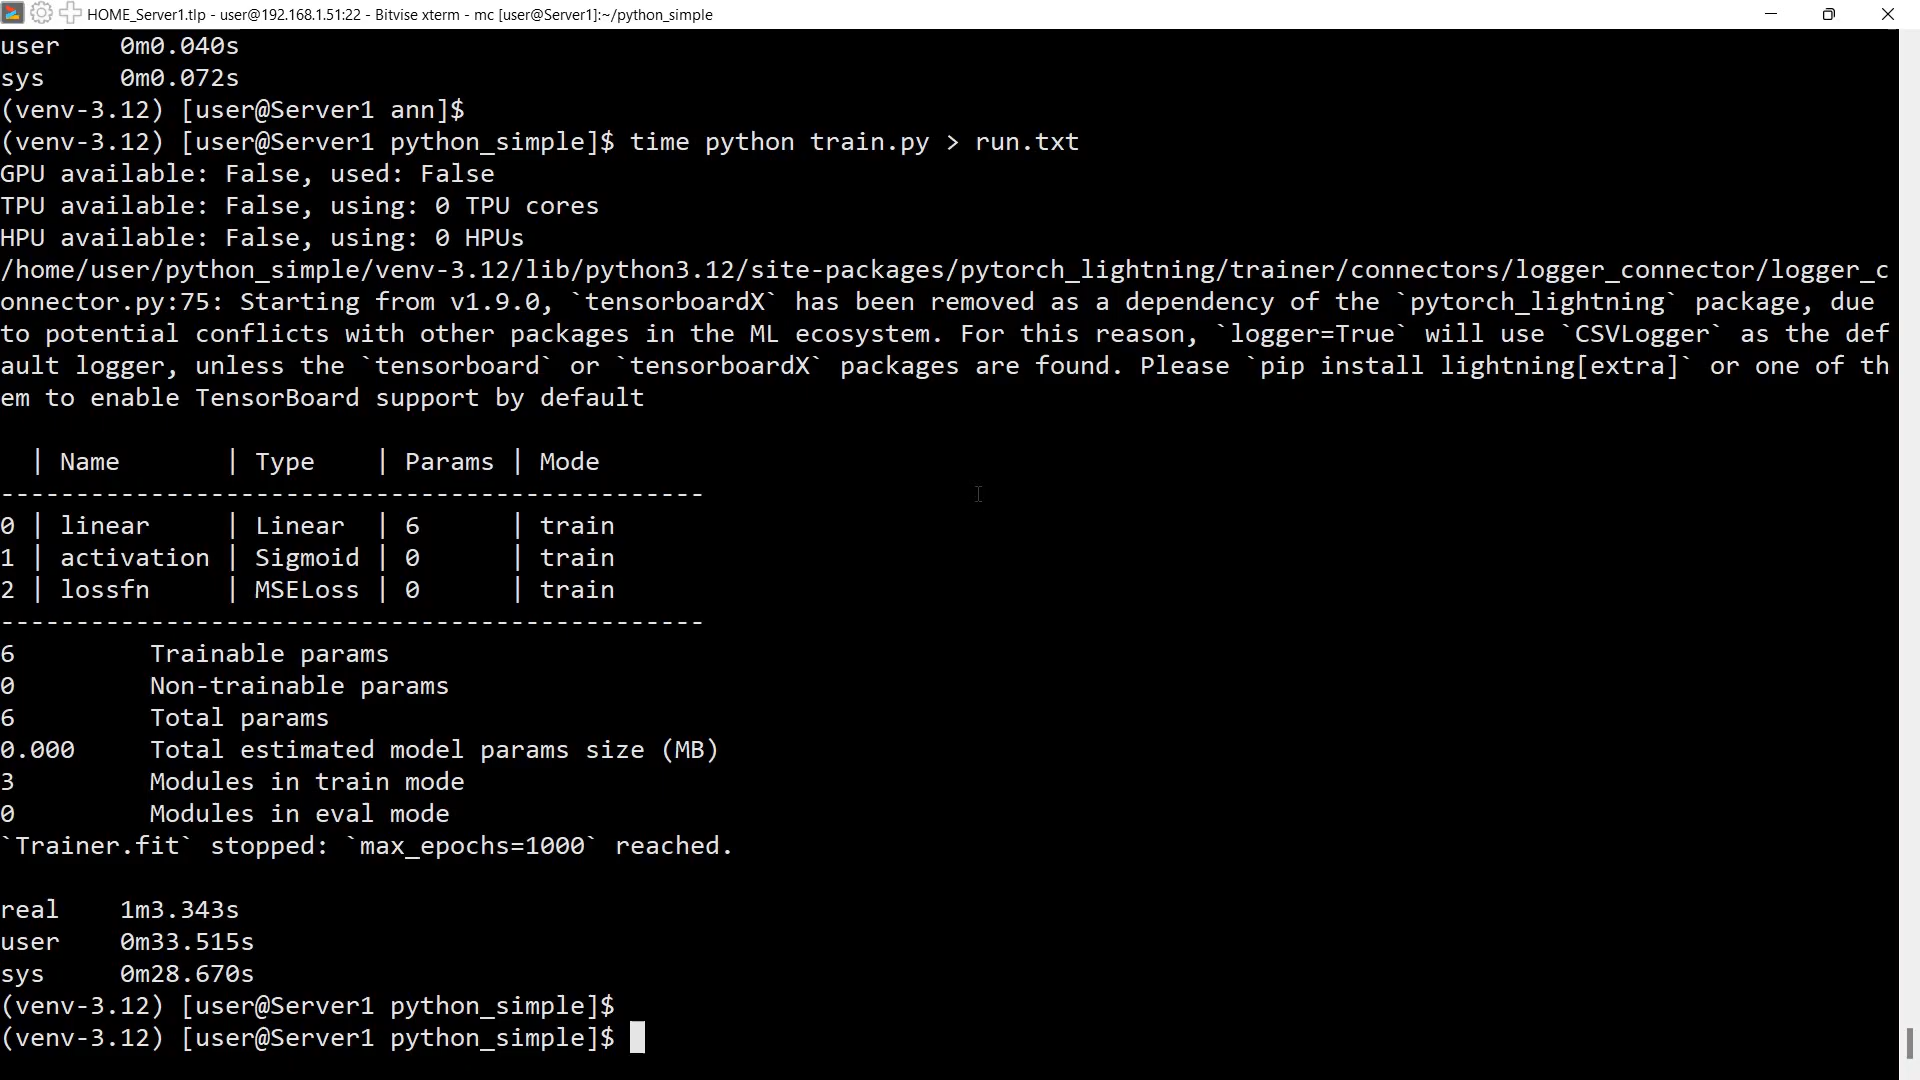 HOME_Server1.tlp - user@192.168.1.51:22 - Bitvise xterm - mc [user@Server1]:~/python_simple
user    0m0.040s
sys     0m0.072s
(venv-3.12) [user@Server1 ann]$
(venv-3.12) [user@Server1 python_simple]$ time python train.py > run.txt
GPU available: False, used: False
TPU available: False, using: 0 TPU cores
HPU available: False, using: 0 HPUs
/home/user/python_simple/venv-3.12/lib/python3.12/site-packages/pytorch_lightning/trainer/connectors/logger_connector/logger_c
onnector.py:75: Starting from v1.9.0, `tensorboardX` has been removed as a dependency of the `pytorch_lightning` package, due
to potential conflicts with other packages in the ML ecosystem. For this reason, `logger=True` will use `CSVLogger` as the def
ault logger, unless the `tensorboard` or `tensorboardX` packages are found. Please `pip install lightning[extra]` or one of th
em to enable TensorBoard support by default
  | Name       | Type    | Params | Mode
-----------------------------------------------
0 | linear     | Linear  | 6      | train
1 | activation | Sigmoid | 0      | train
2 | lossfn     | MSELoss | 0      | train
-----------------------------------------------
6         Trainable params
0         Non-trainable params
6         Total params
0.000     Total estimated model params size (MB)
3         Modules in train mode
0         Modules in eval mode
`Trainer.fit` stopped: `max_epochs=1000` reached.
real    1m3.343s
user    0m33.515s
sys     0m28.670s
(venv-3.12) [user@Server1 python_simple]$
(venv-3.12) [user@Server1 python_simple]$